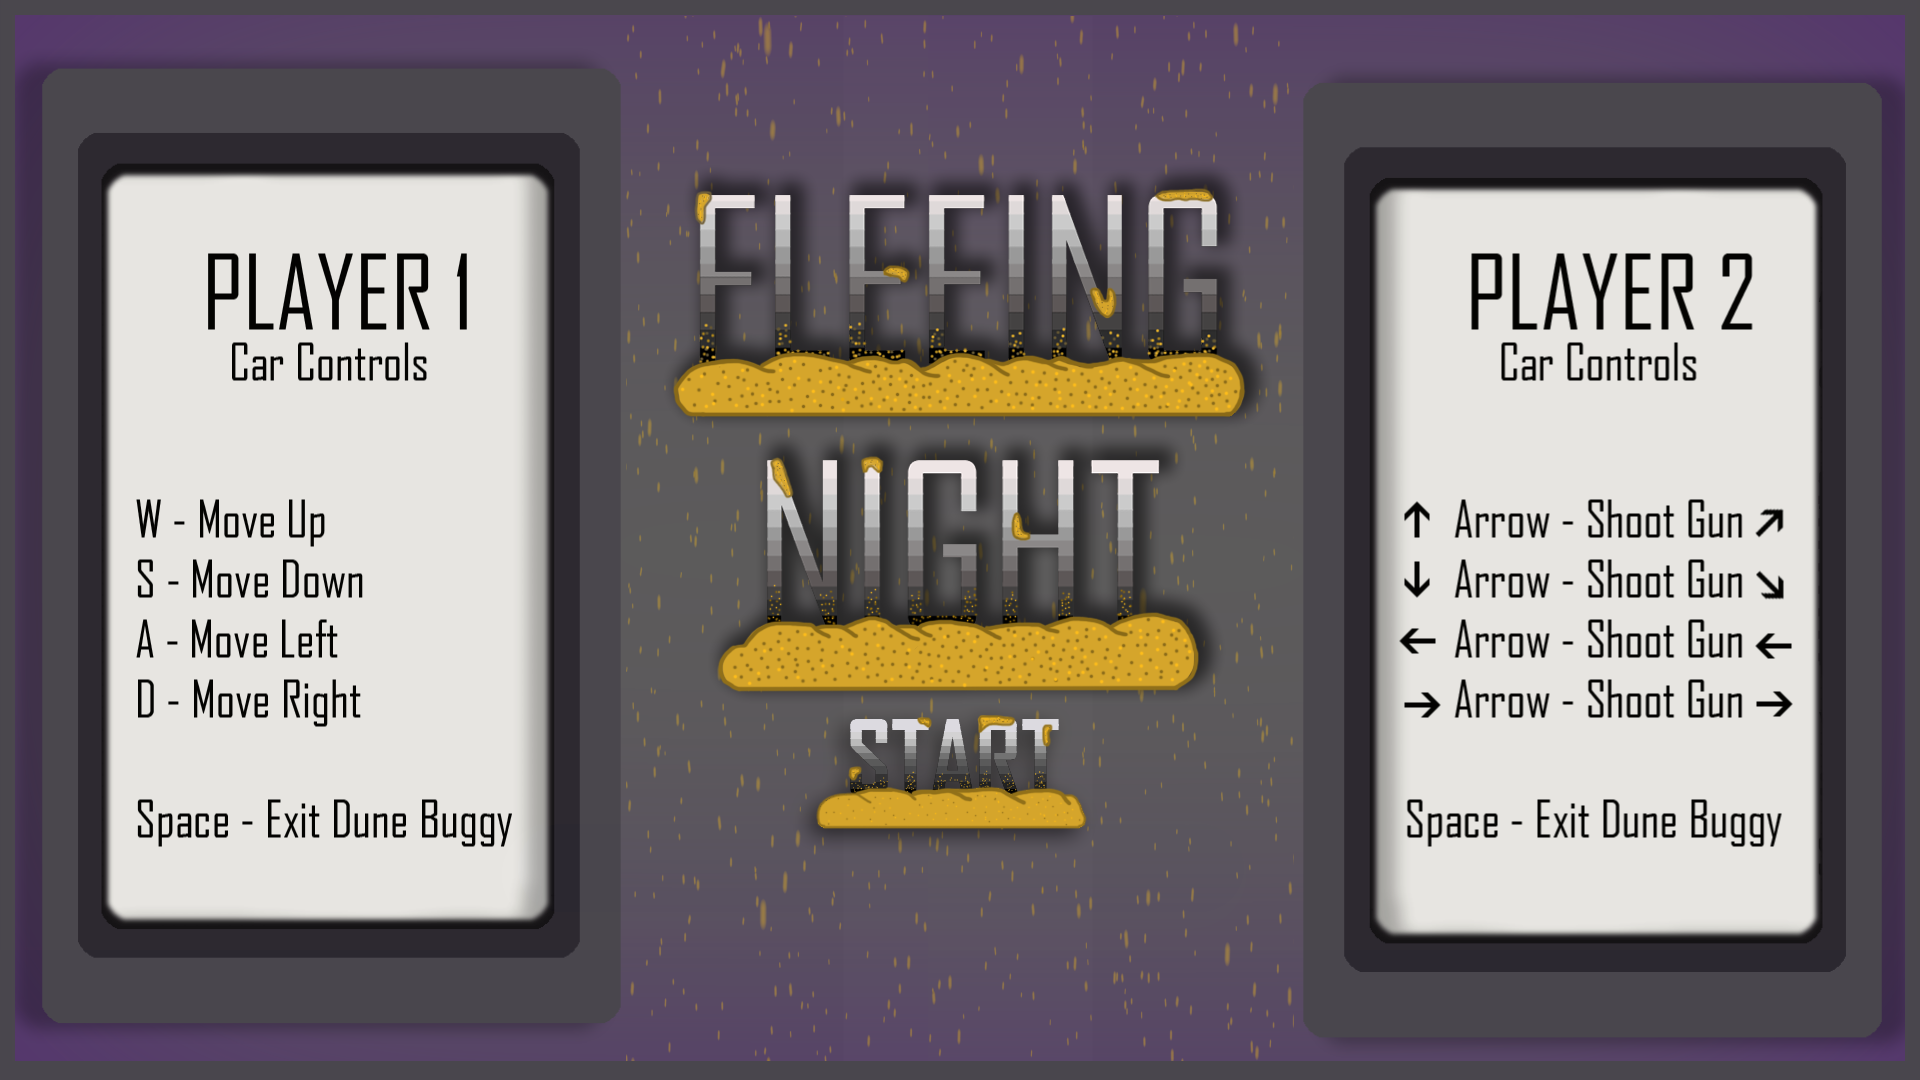 PLAYER 1
Car Controls
W - Move Up
S - Move Down
A - Move Left
D - Move Right
Space - Exit Dune Buggy
FLEEING
NIGHT
START
PLAYER 2
Car Controls
↑ Arrow - Shoot Gun ↗
↓ Arrow - Shoot Gun ↘
← Arrow - Shoot Gun ←
→ Arrow - Shoot Gun →
Space - Exit Dune Buggy